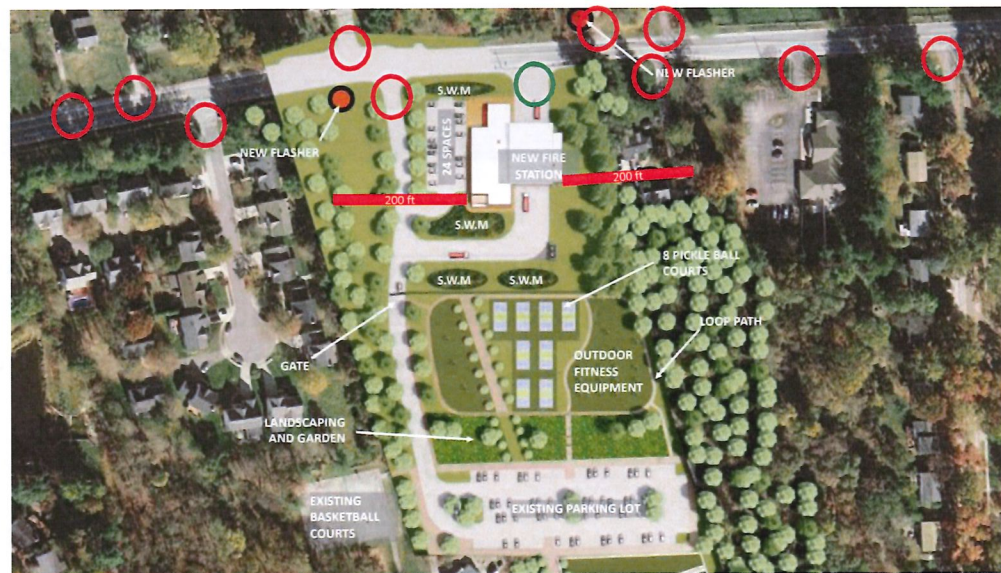 S.W.M
NEW FLASHER
24 SPACES
NEW FLASHER
NEW FIRE
STATION
200 ft
200 ft
S.W.M
8 PICKLE BALL
COURTS
S.W.M
S.W.M
LOOP PATH
GATE
OUTDOOR
FITNESS
EQUIPMENT
LANDSCAPING
AND GARDEN
EXISTING
BASKETBALL
COURTS
EXISTING PARKING LOT